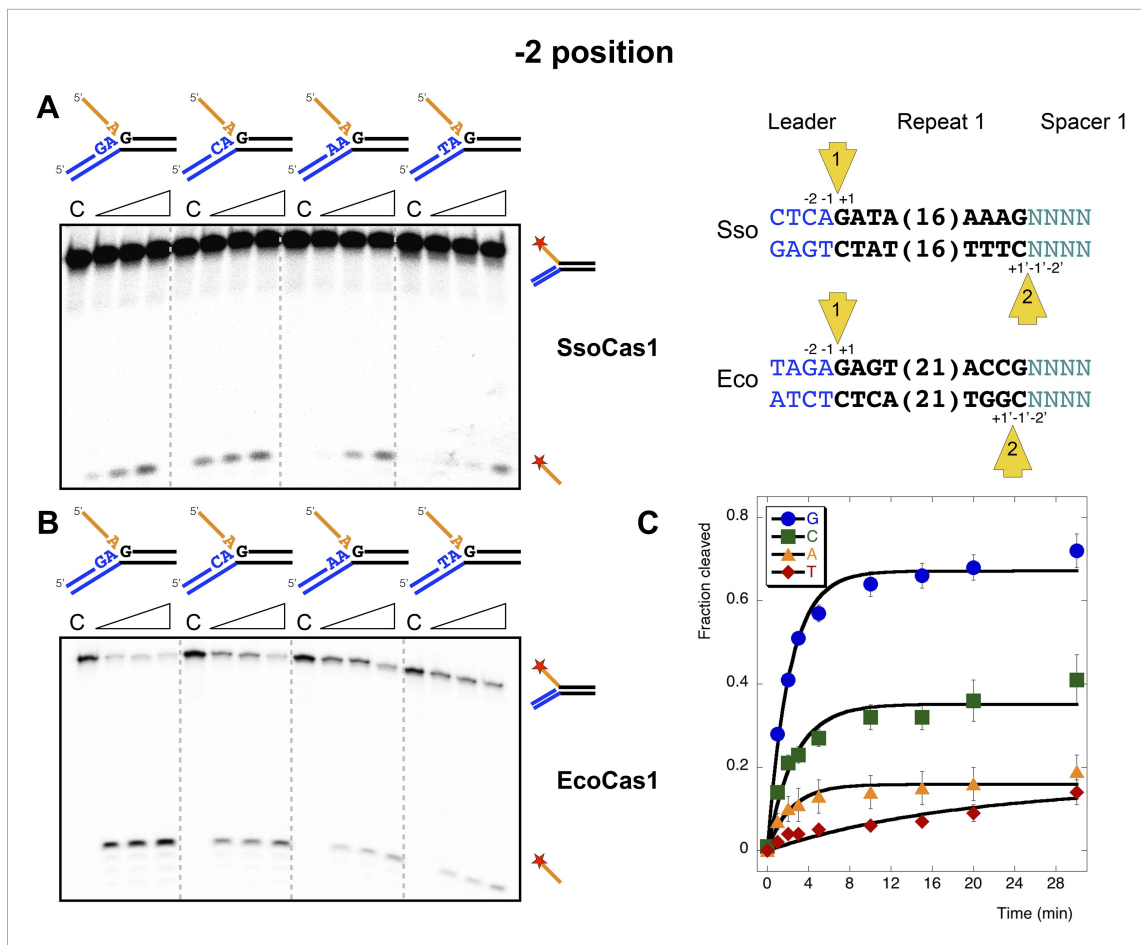 -2 position
A
5' 5' 5' 5'
A A A A
GA G CA G AA G TA G
5' 5' 5' 5'
C C C C
SsoCas1
Leader Repeat 1 Spacer 1
1
-2 -1 +1
Sso
CTCAGATA(16)AAAGNNNN
GAGTCTAT(16)TTTCNNNN
+1'-1'-2'
2
1
-2 -1 +1
Eco
TAGAGAGT(21)ACCGNNNN
ATCTCTCA(21)TGGCNNNN
+1'-1'-2'
2
B
5' 5' 5' 5'
A A A A
GA G CA G AA G TA G
5' 5' 5' 5'
C C C C
EcoCas1
C
G
C
A
T
Fraction cleaved
0.8
0.6
0.4
0.2
0
0 4 8 12 16 20 24 28
Time (min)